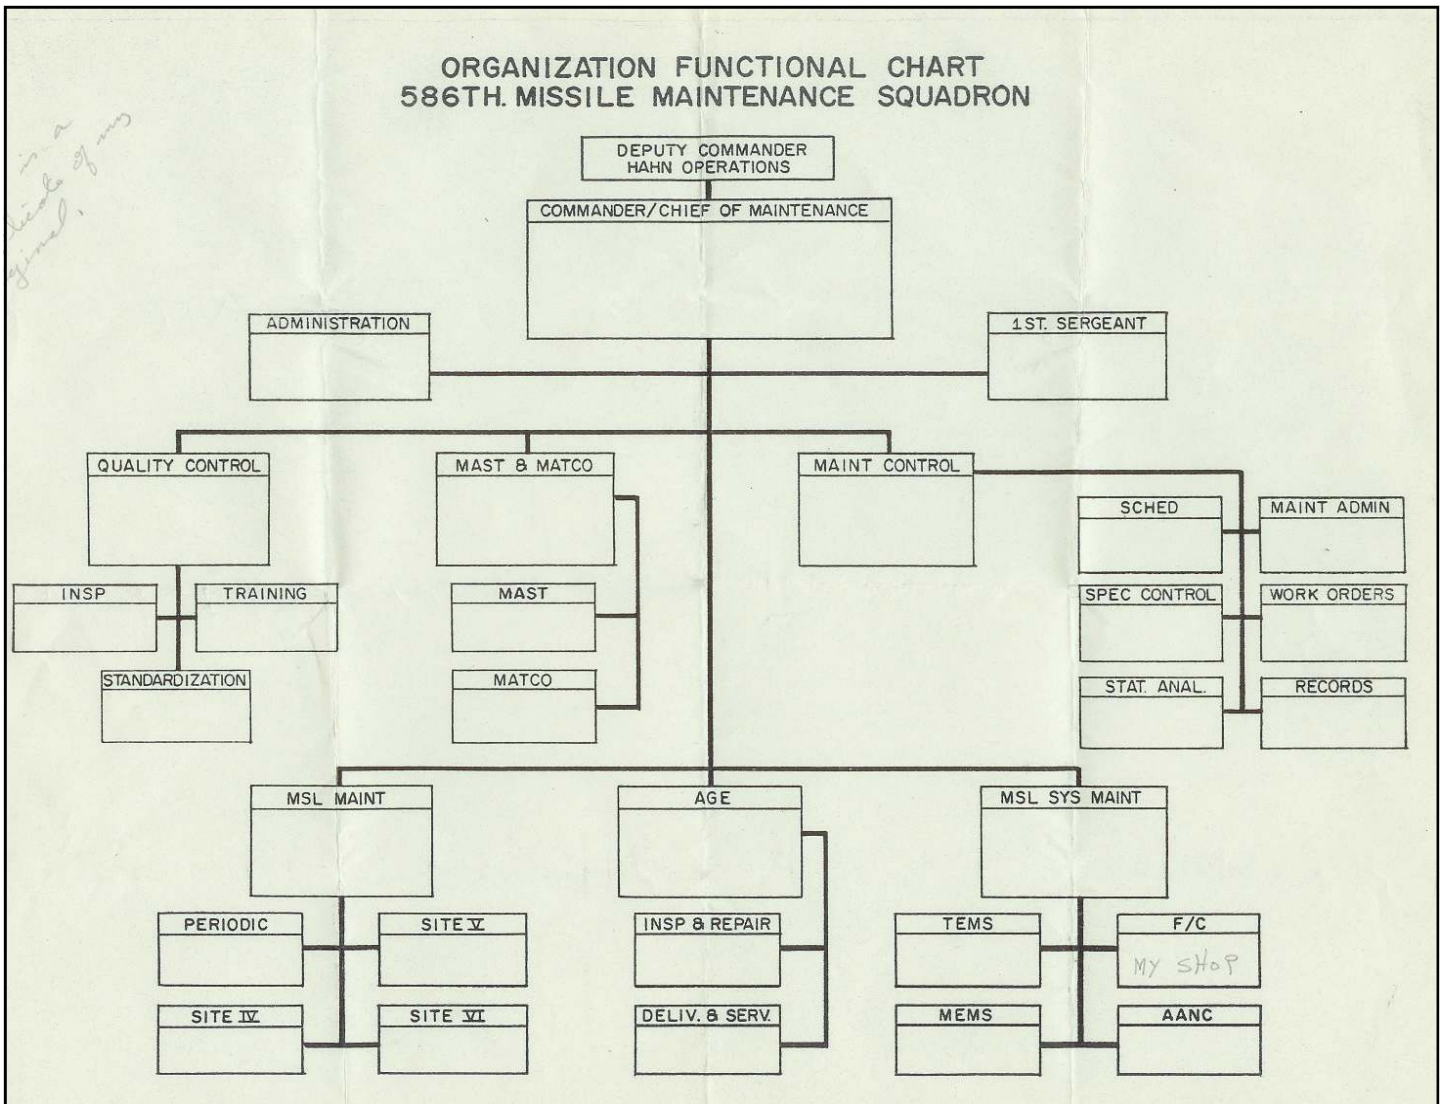 ORGANIZATION FUNCTIONAL CHART
586TH. MISSILE MAINTENANCE SQUADRON
is a
of my
DEPUTY COMMANDER
HAHN OPERATIONS
COMMANDER/CHIEF OF MAINTENANCE
ADMINISTRATION
1ST. SERGEANT
QUALITY CONTROL
MAST & MATCO
MAINT CONTROL
SCHED
MAINT ADMIN
INSP
TRAINING
MAST
SPEC CONTROL
WORK ORDERS
STANDARDIZATION
MATCO
STAT. ANAL.
RECORDS
MSL MAINT
AGE
MSL SYS MAINT
PERIODIC
SITE V
INSP & REPAIR
TEMS
F/C
MY SHOP
SITE IV
SITE VI
DELIV. & SERV.
MEMS
AANC